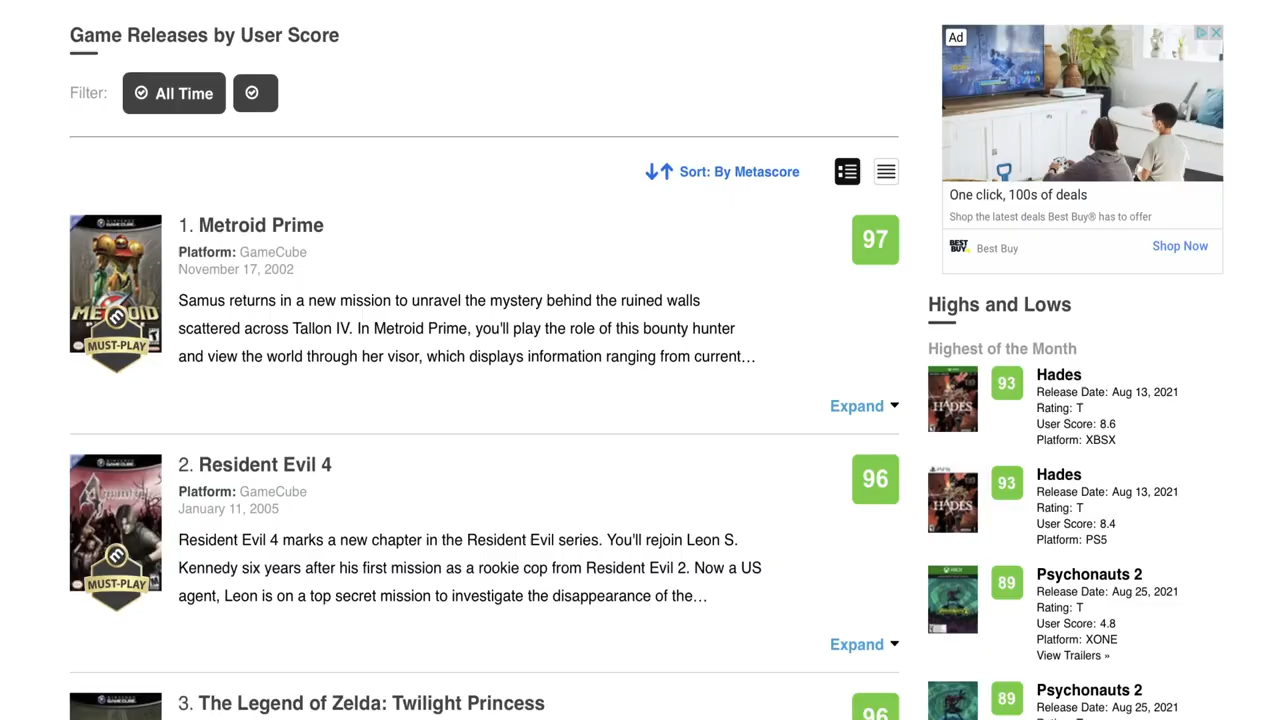 Game Releases by User Score
Filter:
All Time
Sort: By Metascore
1. Metroid Prime
97
Platform: GameCube
November 17, 2002
Samus returns in a new mission to unravel the mystery behind the ruined walls
scattered across Tallon IV. In Metroid Prime, you'll play the role of this bounty hunter
and view the world through her visor, which displays information ranging from current…
MUST-PLAY
Expand
2. Resident Evil 4
96
Platform: GameCube
January 11, 2005
Resident Evil 4 marks a new chapter in the Resident Evil series. You'll rejoin Leon S.
Kennedy six years after his first mission as a rookie cop from Resident Evil 2. Now a US
agent, Leon is on a top secret mission to investigate the disappearance of the…
MUST-PLAY
Expand
3. The Legend of Zelda: Twilight Princess
96
Ad
One click, 100s of deals
Shop the latest deals Best Buy® has to offer
BEST BUY
Best Buy
Shop Now
Highs and Lows
Highest of the Month
HADES
93
Hades
Release Date: Aug 13, 2021
Rating: T
User Score: 8.6
Platform: XBSX
HADES
93
Hades
Release Date: Aug 13, 2021
Rating: T
User Score: 8.4
Platform: PS5
89
Psychonauts 2
Release Date: Aug 25, 2021
Rating: T
User Score: 4.8
Platform: XONE
View Trailers »
89
Psychonauts 2
Release Date: Aug 25, 2021